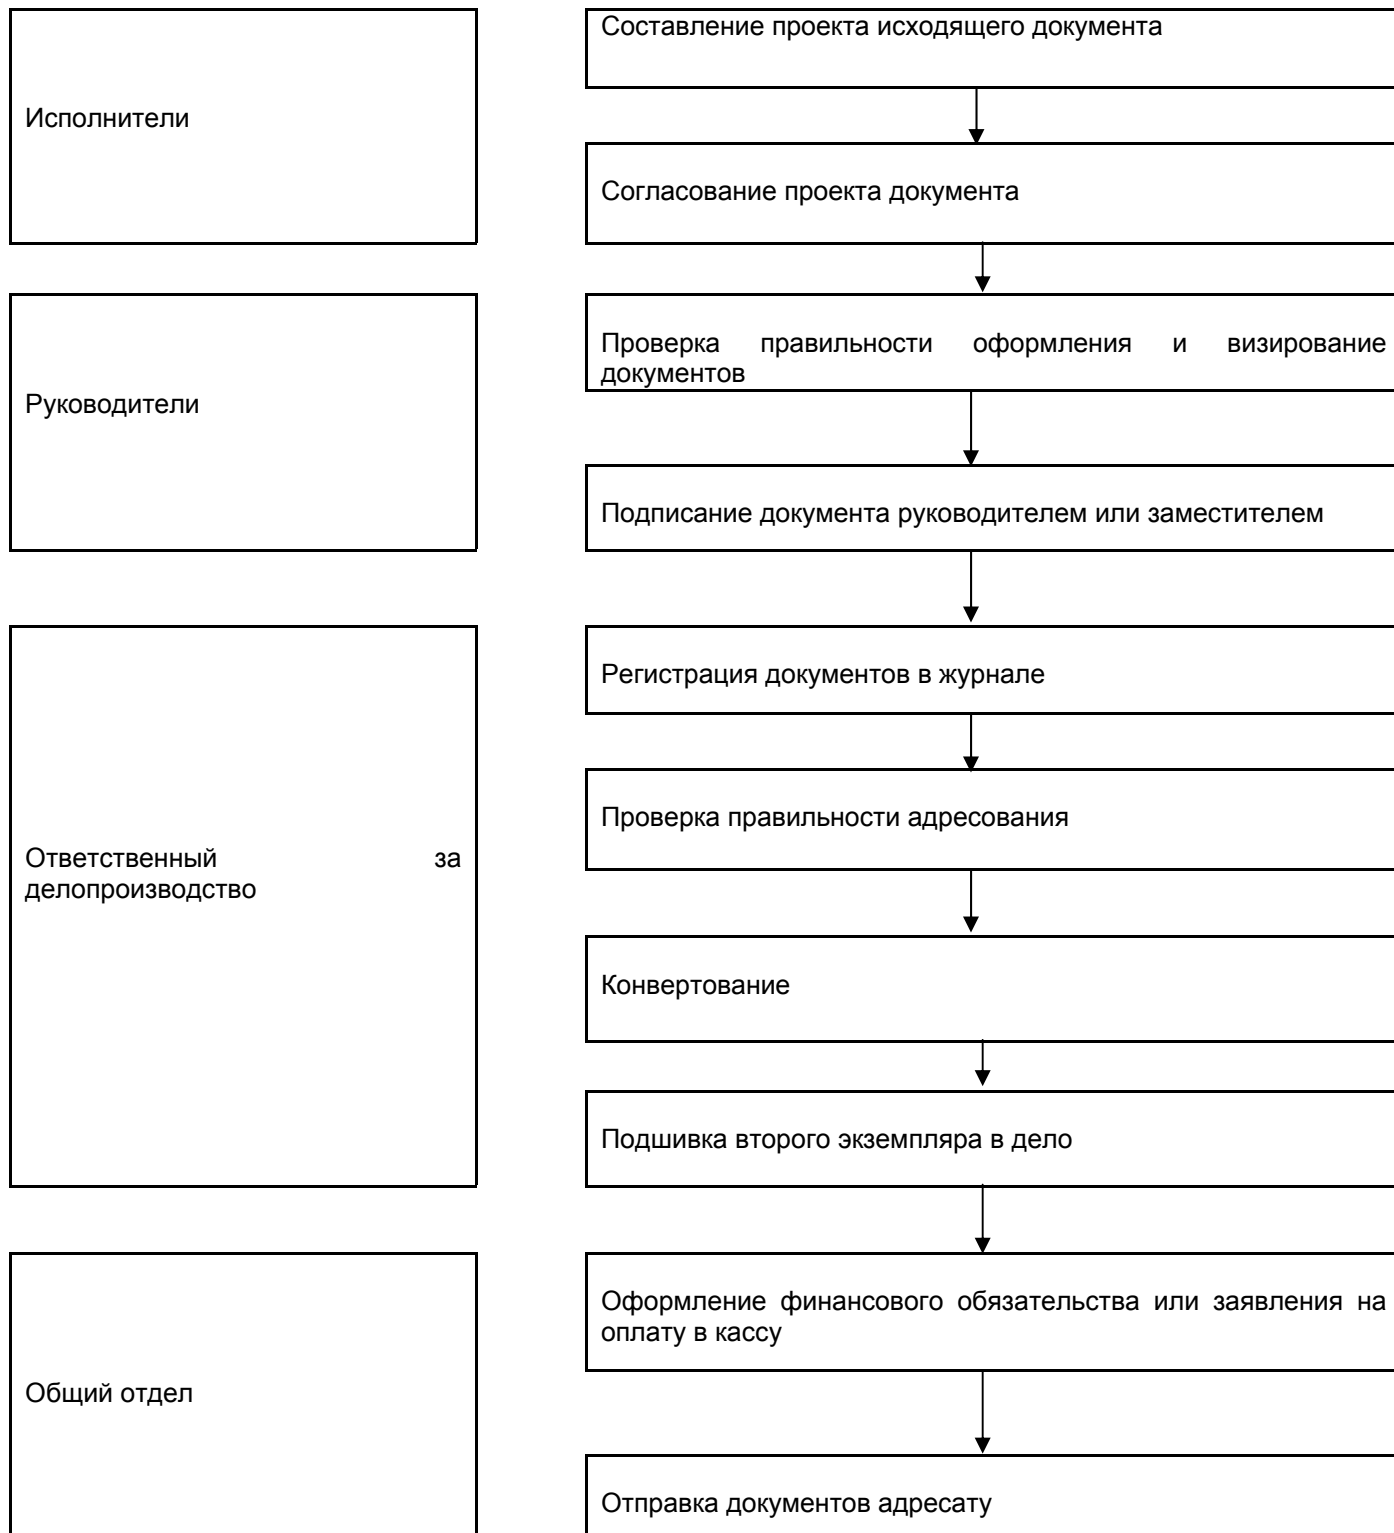 Составление проекта исходящего документа
Исполнители
Согласование проекта документа
Проверка правильности оформления и визирование
документов
Руководители
Подписание документа руководителем или заместителем
Регистрация документов в журнале
Проверка правильности адресования
Ответственный за
делопроизводство
Конвертование
Подшивка второго экземпляра в дело
Оформление финансового обязательства или заявления на
оплату в кассу
Общий отдел
Отправка документов адресату